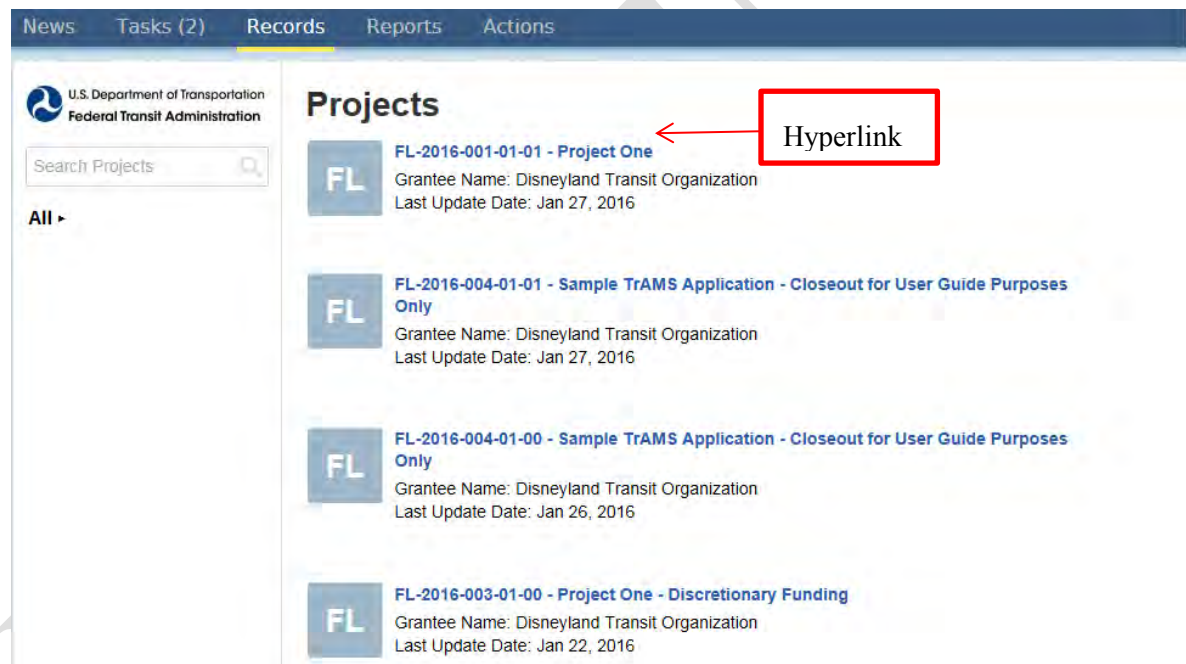 News Tasks (2) Records Reports Actions
U.S. Department of Transportation
Federal Transit Administration
Search Projects
All
Projects
Hyperlink
FL
FL-2016-001-01-01 - Project One
Grantee Name: Disneyland Transit Organization
Last Update Date: Jan 27, 2016
FL
FL-2016-004-01-01 - Sample TrAMS Application - Closeout for User Guide Purposes
Only
Grantee Name: Disneyland Transit Organization
Last Update Date: Jan 27, 2016
FL
FL-2016-004-01-00 - Sample TrAMS Application - Closeout for User Guide Purposes
Only
Grantee Name: Disneyland Transit Organization
Last Update Date: Jan 26, 2016
FL
FL-2016-003-01-00 - Project One - Discretionary Funding
Grantee Name: Disneyland Transit Organization
Last Update Date: Jan 22, 2016